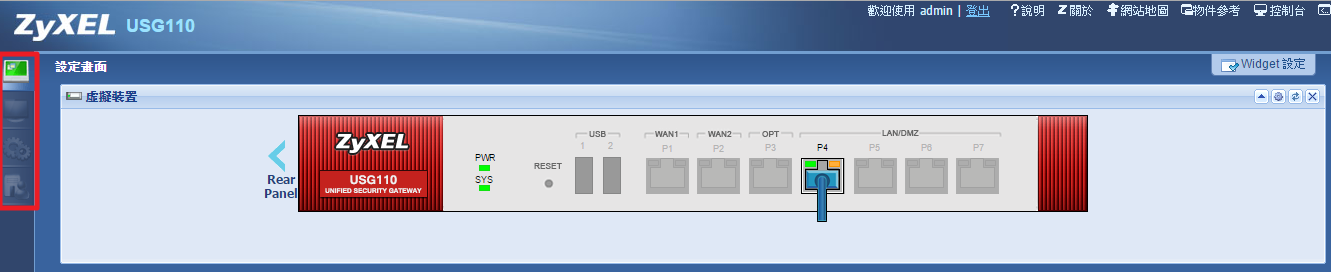 ZyXEL USG110
歡迎使用 admin | 登出 ?說明 Z 關於 網站地圖 物件參考 控制台
設定畫面
Widget 設定
虛擬裝置
Rear
Panel
ZyXEL
USG110
UNIFIED SECURITY GATEWAY
PWR
SYS
RESET
USB
1 2
WAN1 WAN2 OPT LAN/DMZ
P1 P2 P3 P4 P5 P6 P7